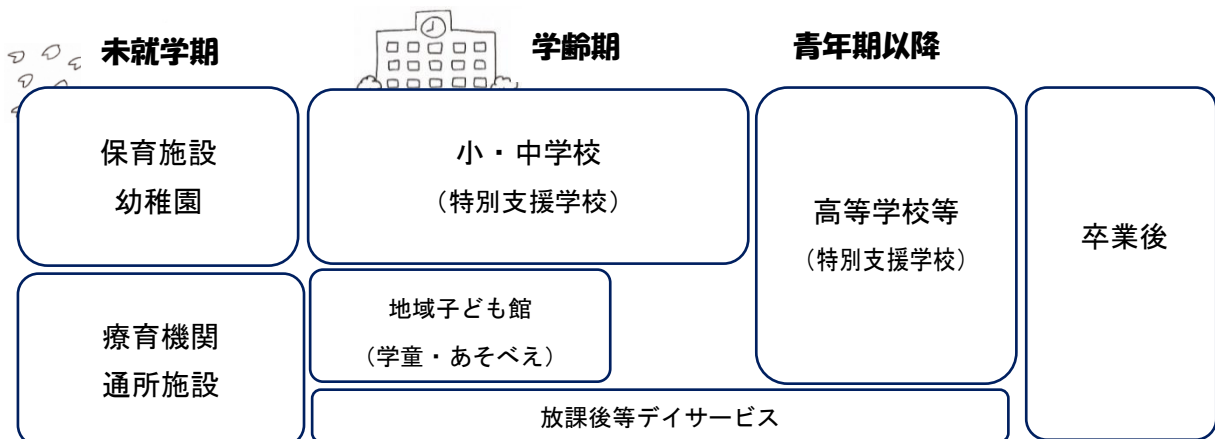 未就学期
学齢期
青年期以降
保育施設
幼稚園
小・中学校
（特別支援学校）
高等学校等
（特別支援学校）
卒業後
療育機関
通所施設
地域子ども館
（学童・あそべえ）
放課後等デイサービス